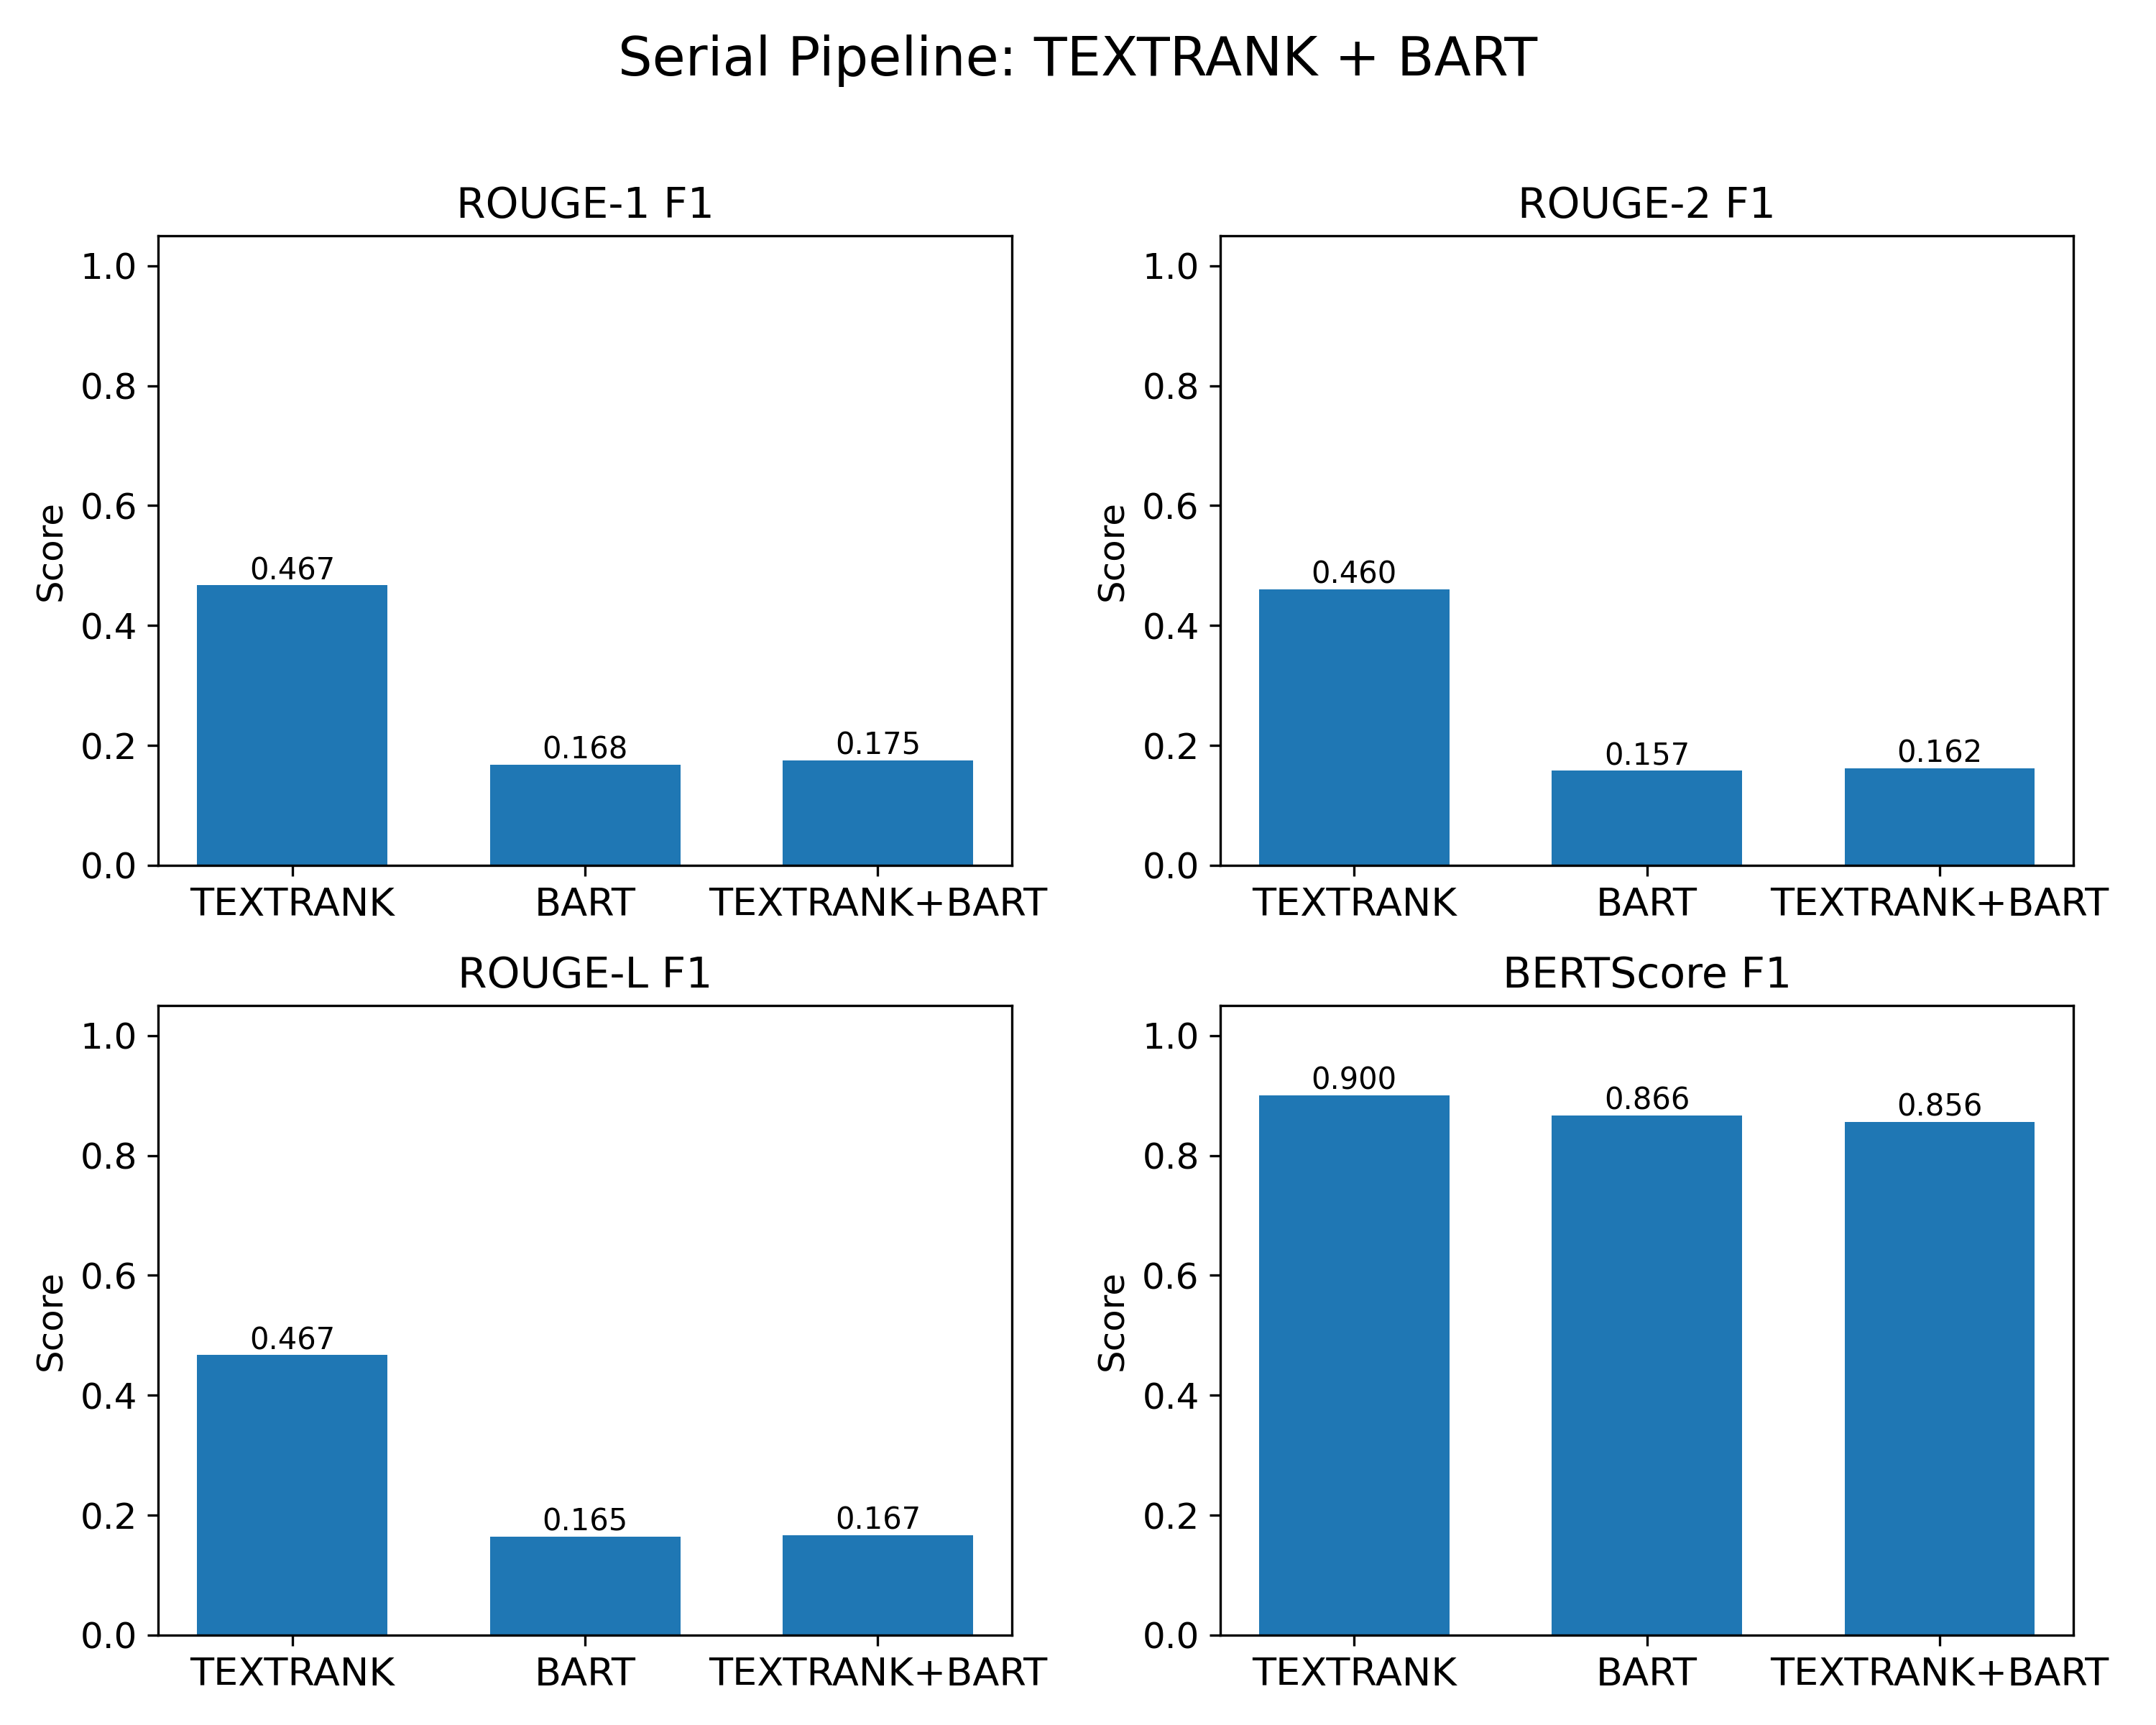 Serial Pipeline: TEXTRANK + BART
ROUGE-1 F1
Score
1.0
0.8
0.6
0.4
0.2
0.0
0.467
0.168
0.175
TEXTRANK
BART
TEXTRANK+BART
ROUGE-2 F1
Score
1.0
0.8
0.6
0.4
0.2
0.0
0.460
0.157
0.162
TEXTRANK
BART
TEXTRANK+BART
ROUGE-L F1
Score
1.0
0.8
0.6
0.4
0.2
0.0
0.467
0.165
0.167
TEXTRANK
BART
TEXTRANK+BART
BERTScore F1
Score
1.0
0.8
0.6
0.4
0.2
0.0
0.900
0.866
0.856
TEXTRANK
BART
TEXTRANK+BART